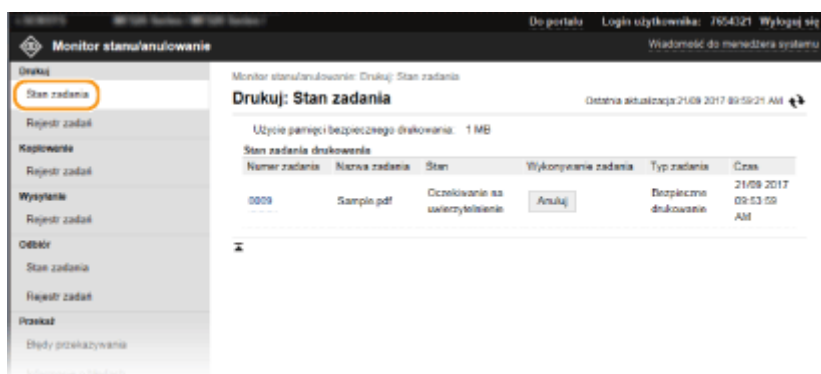 Do portalu Login użytkownika: 7654321 Wyloguj się
Monitor stanu/anulowanie
Wiadomość do menedżera systemu
Drukuj
Stan zadania
Rejestr zadań
Kopiowanie
Rejestr zadań
Wysyłanie
Rejestr zadań
Odbiór
Stan zadania
Rejestr zadań
Przekaż
Błędy przekazywania
Monitor stanu/anulowanie: Drukuj: Stan zadania
Drukuj: Stan zadania
Ostatnia aktualizacja:21/09 2017 09:59:21 AM
Użycie pamięci bezpiecznego drukowania: 1 MB
Stan zadania drukowania
Numer zadania Nazwa zadania Stan Wykonywanie zadania Typ zadania Czas
0009 Sample.pdf Oczekiwanie na uwierzytelnienie Anuluj Bezpieczne drukowanie 21/09 2017 09:53:59 AM